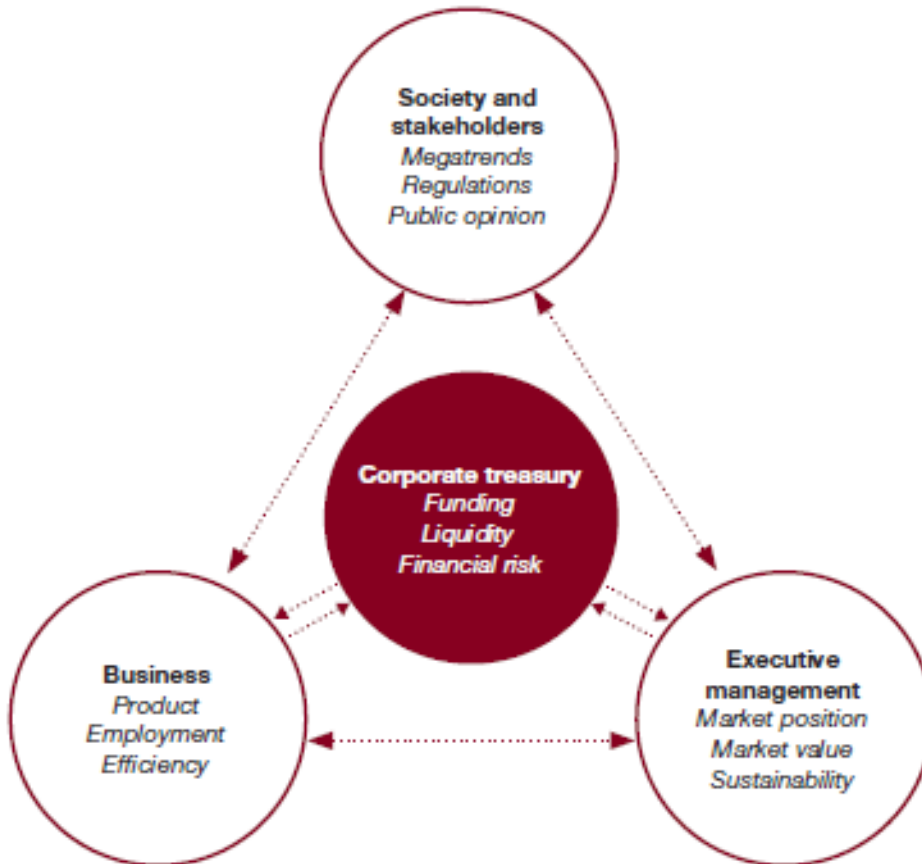 Society and
stakeholders
Megatrends
Regulations
Public opinion
Corporate treasury
Funding
Liquidity
Financial risk
Business
Product
Employment
Efficiency
Executive
management
Market position
Market value
Sustainability